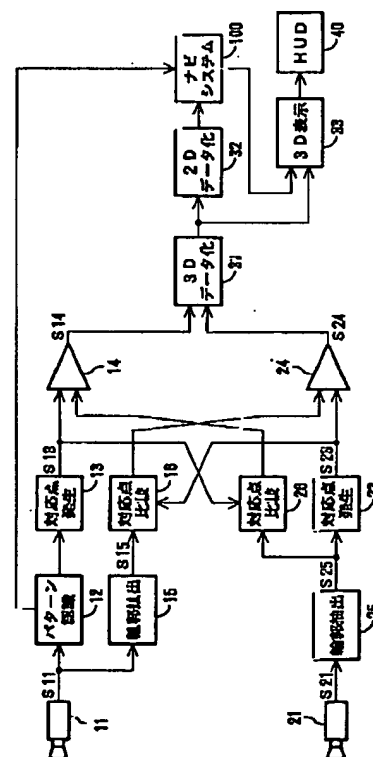 11
S11
パターン
認識
12
対応点
発生
13
S13
輪郭抽出
15
S15
対応点
比較
16
14
S14
21
S21
輪郭抽出
25
S25
対応点
比較
26
対応点
発生
23
S23
24
S24
3D
データ化
31
2D
データ化
32
ナビ
システム
100
3D表示
33
HUD
40